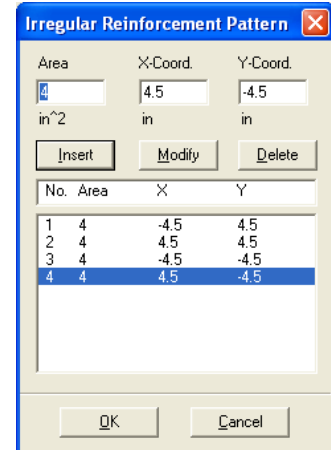 Irregular Reinforcement Pattern
Area X-Coord. Y-Coord.
4 4.5 -4.5
in^2 in in
Insert Modify Delete
No. Area X Y
1 4 -4.5 4.5
2 4 4.5 4.5
3 4 -4.5 -4.5
4 4 4.5 -4.5
OK Cancel